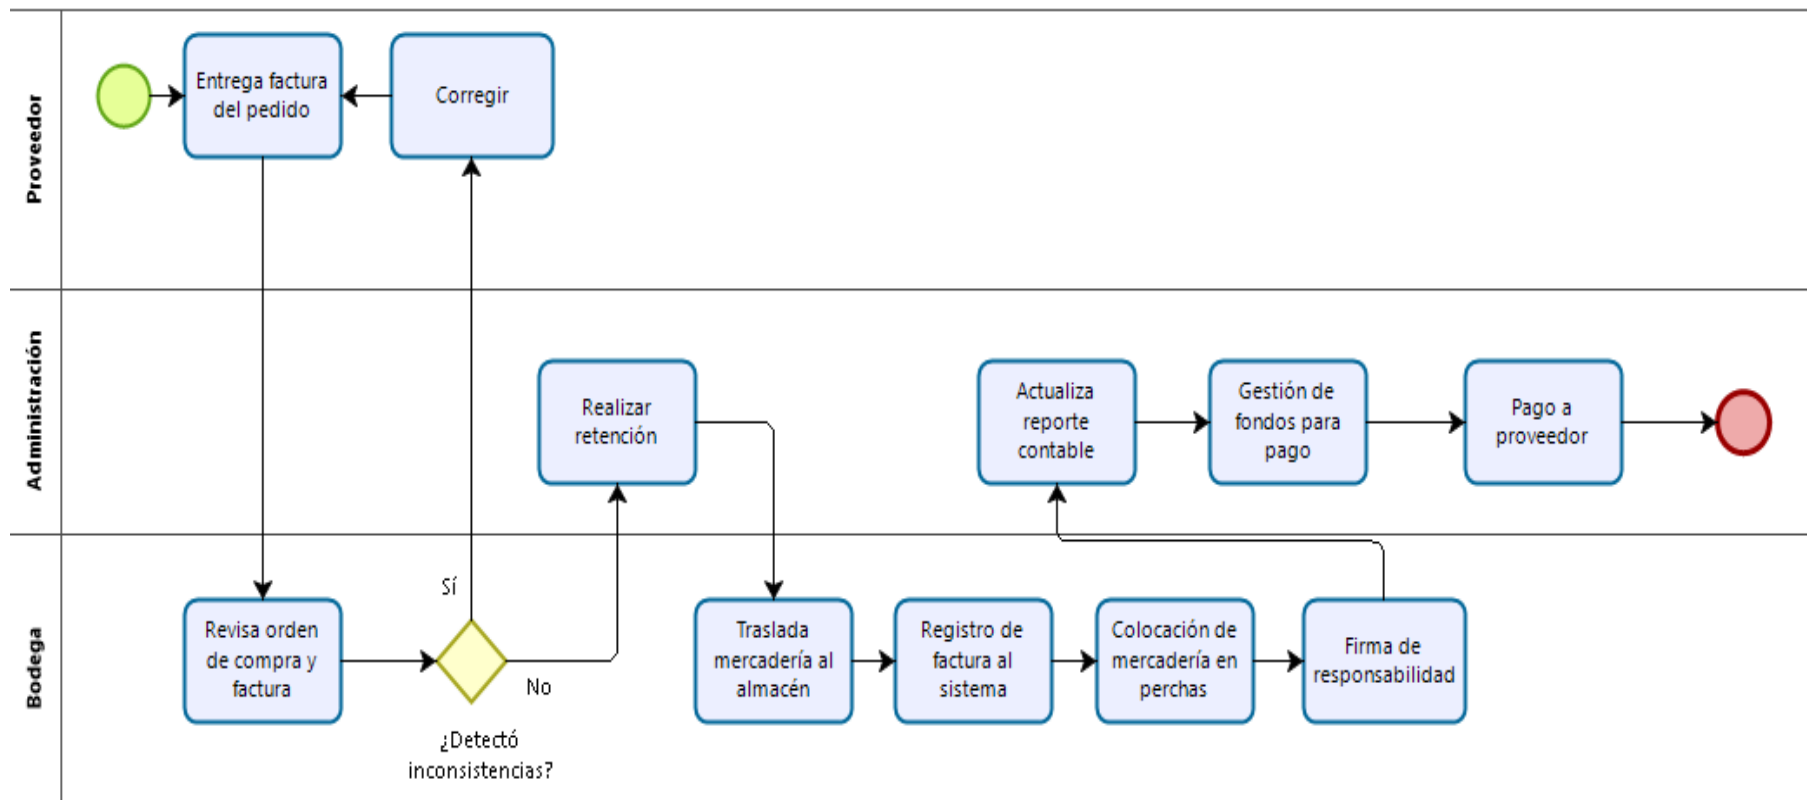 Proveedor
Entrega factura
del pedido
Corregir
Administración
Realizar
retención
Actualiza
reporte
contable
Gestión de
fondos para
pago
Pago a
proveedor
Bodega
Revisa orden
de compra y
factura
Sí
No
¿Detectó
inconsistencias?
Traslada
mercadería al
almacén
Registro de
factura al
sistema
Colocación de
mercadería en
perchas
Firma de
responsabilidad